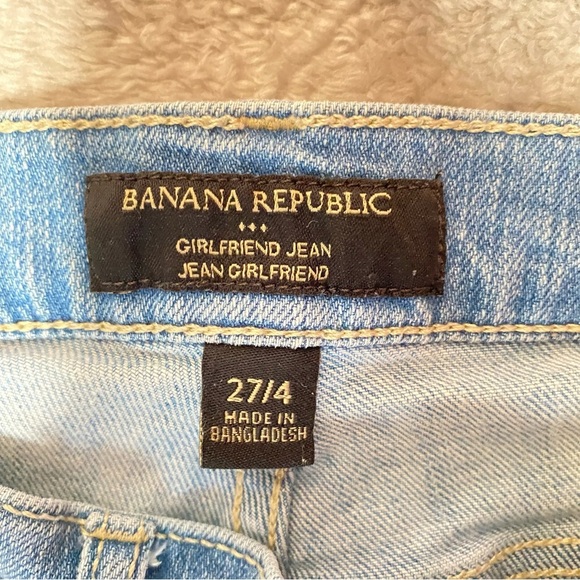 BANANA REPUBLIC
GIRLFRIEND JEAN
JEAN GIRLFRIEND
27/4
MADE IN
BANGLADESH